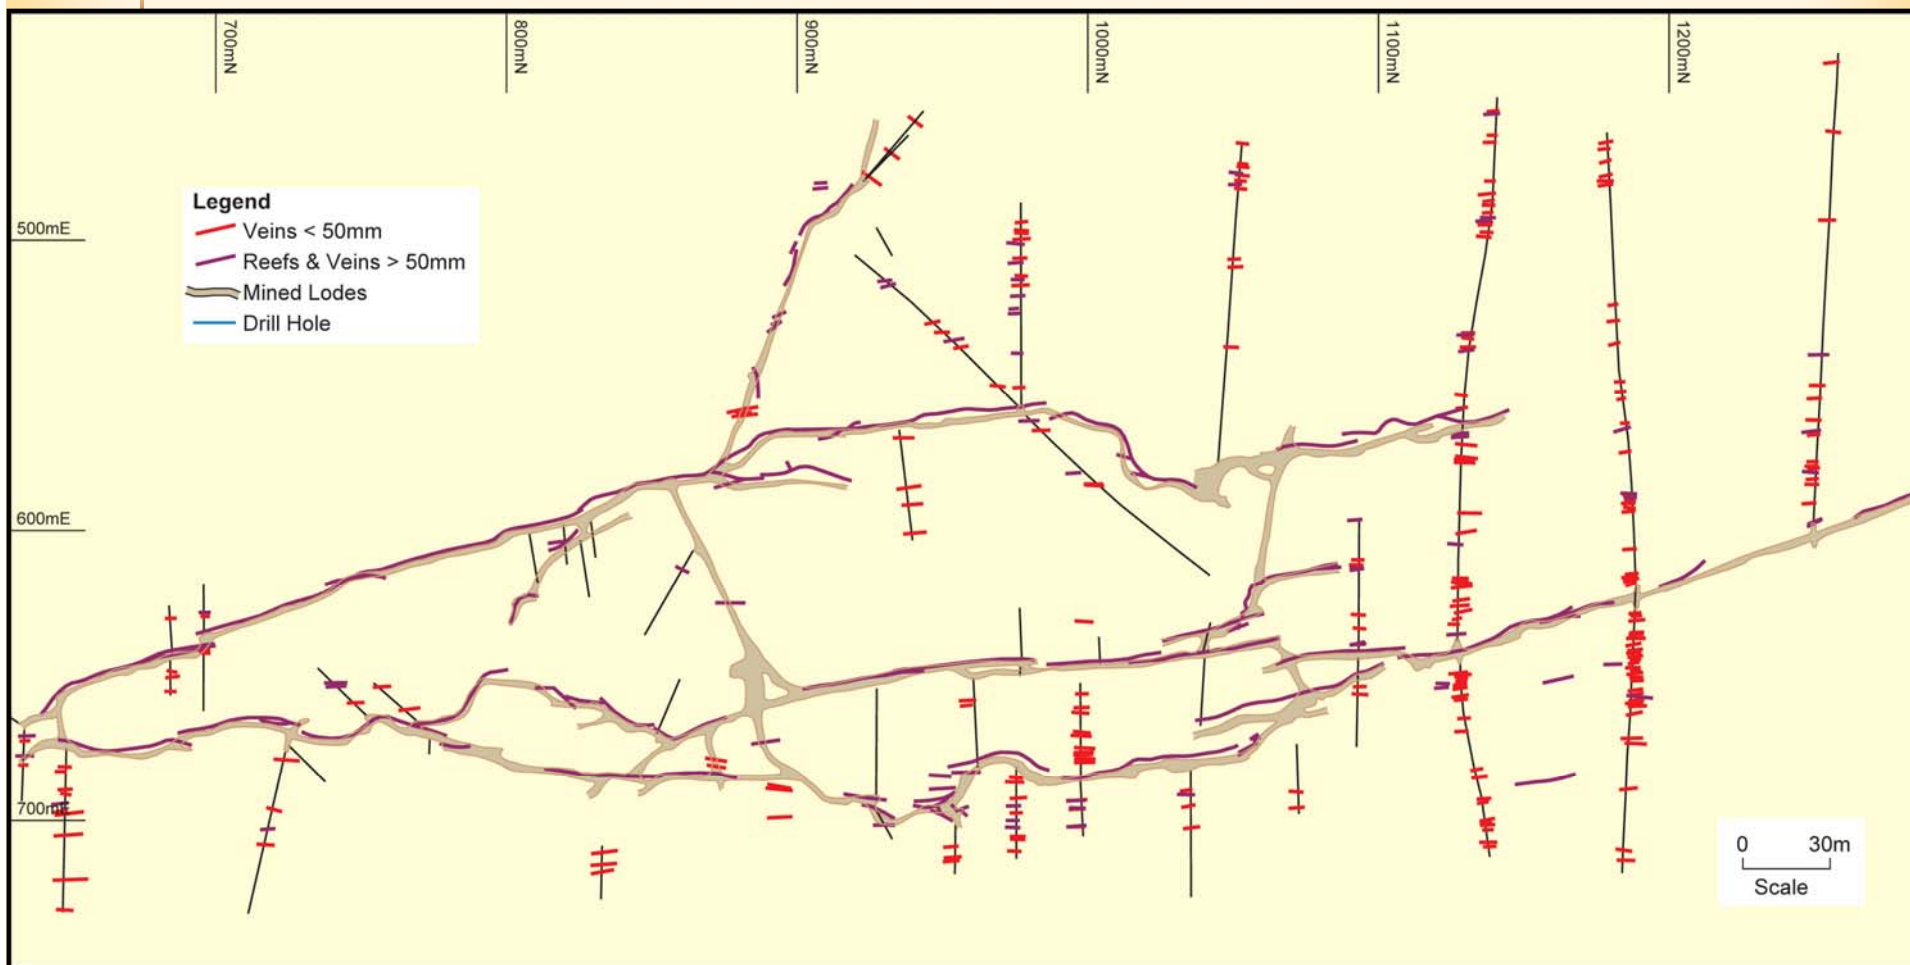 700mN
800mN
900mN
1000mN
1100mN
1200mN
500mE
600mE
700mE
Legend
Veins < 50mm
Reefs & Veins > 50mm
Mined Lodes
Drill Hole
0 30m
Scale